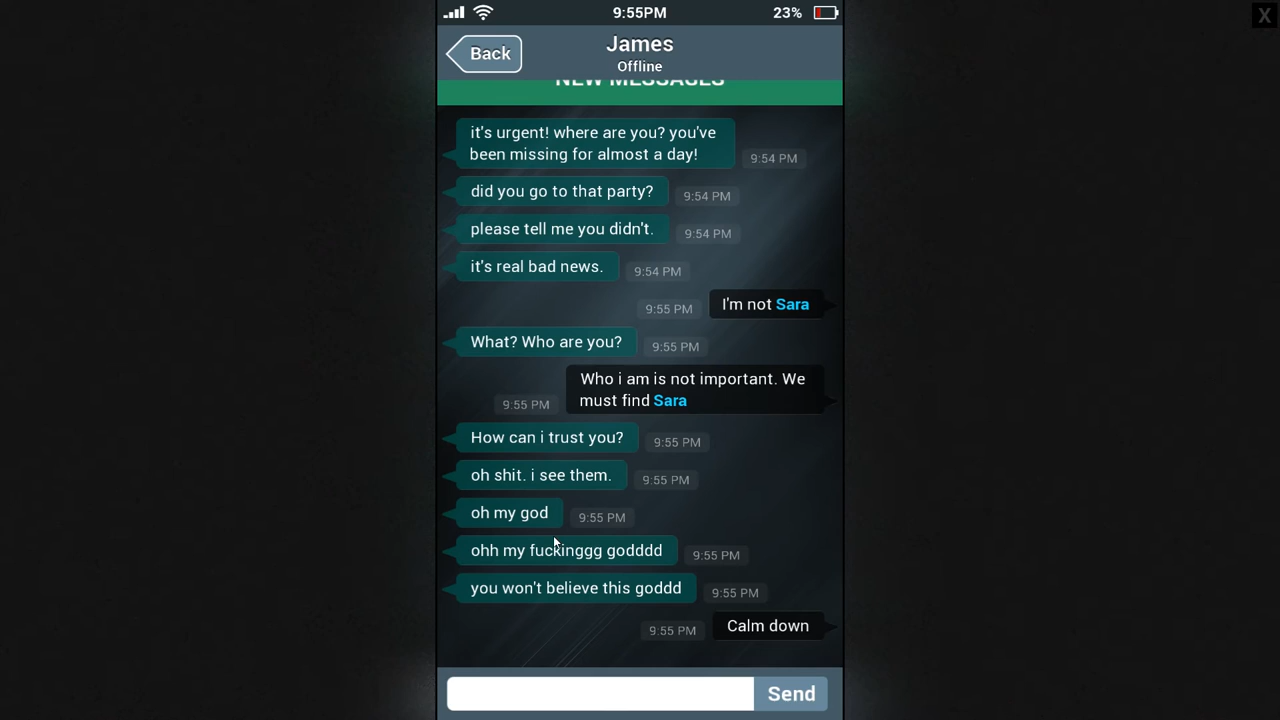 9:55PM
23%
X
Back
James
Offline
NEW MESSAGES
it's urgent! where are you? you've
been missing for almost a day!
9:54 PM
did you go to that party?
9:54 PM
please tell me you didn't.
9:54 PM
it's real bad news.
9:54 PM
9:55 PM
I'm not Sara
What? Who are you?
9:55 PM
Who i am is not important. We
must find Sara
9:55 PM
How can i trust you?
9:55 PM
oh shit. i see them.
9:55 PM
oh my god
9:55 PM
ohh my fuckinggg godddd
9:55 PM
you won't believe this goddd
9:55 PM
9:55 PM
Calm down
Send